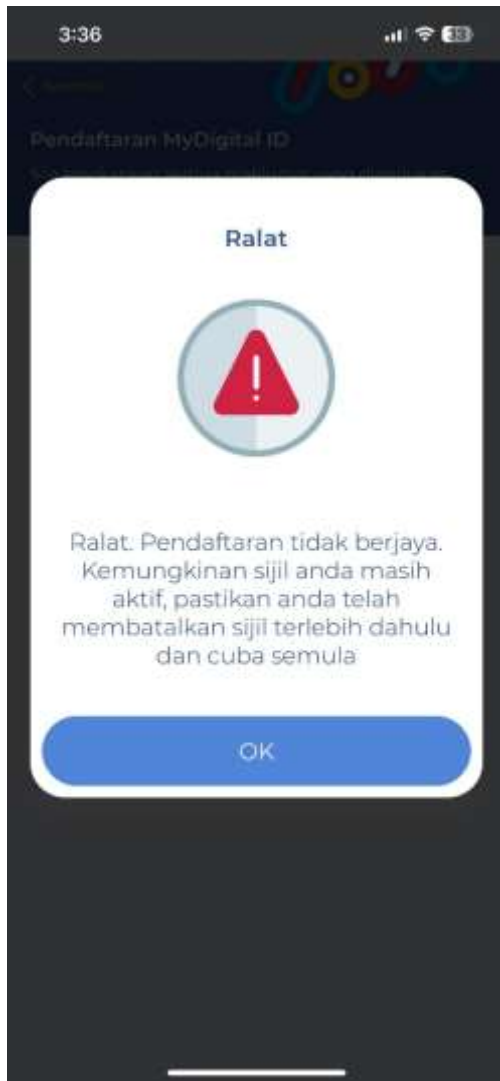 3:36
33
Pendaftaran MyDigital ID
Ralat
Ralat. Pendaftaran tidak berjaya.
Kemungkinan sijil anda masih
aktif, pastikan anda telah
membatalkan sijil terlebih dahulu
dan cuba semula
OK